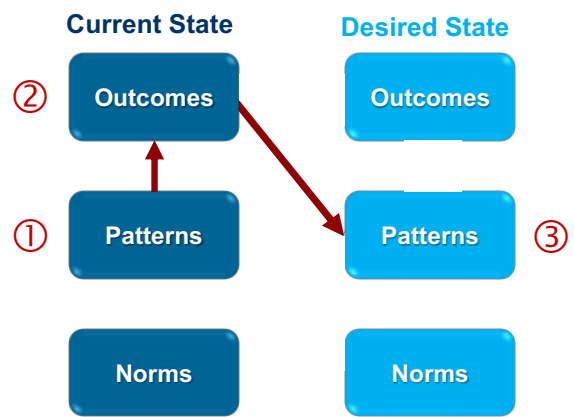 Current State
Desired State
② Outcomes
Outcomes
① Patterns
Patterns ③
Norms
Norms